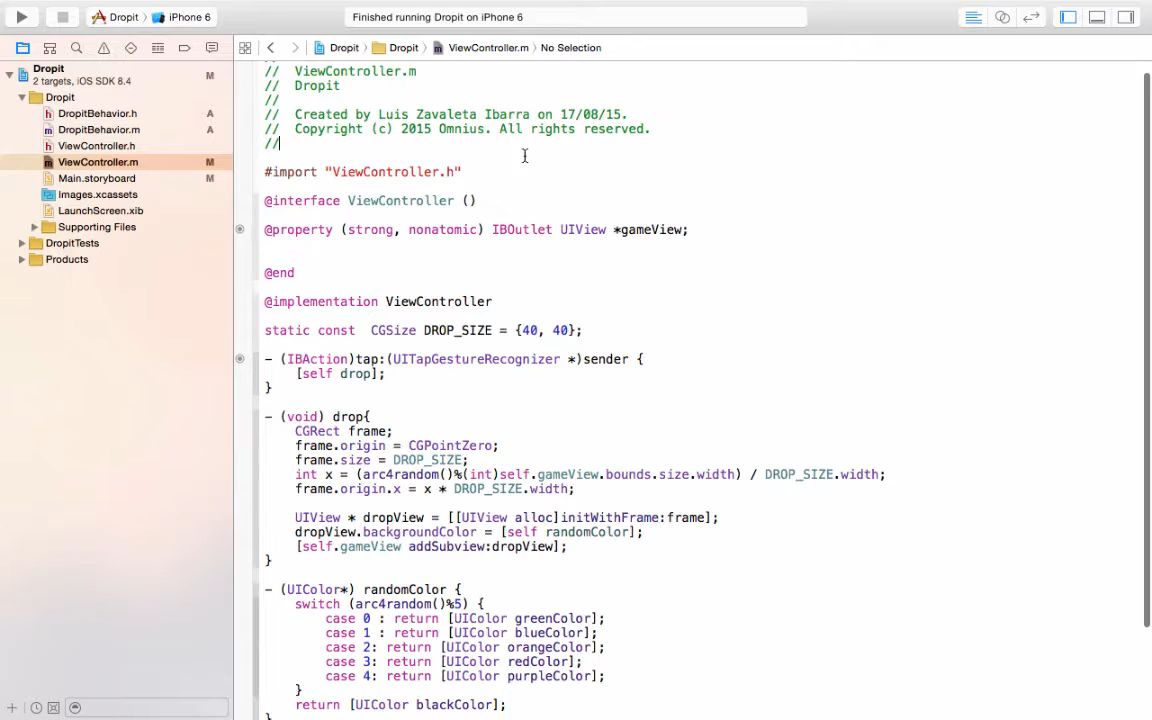 Dropit iPhone 6 Finished running Dropit on iPhone 6
Dropit Dropit ViewController.m No Selection
Dropit M
2 targets, iOS SDK 8.4
Dropit
DropitBehavior.h A
DropitBehavior.m A
ViewController.h
ViewController.m M
Main.storyboard M
Images.xcassets
LaunchScreen.xib
Supporting Files
DropitTests
Products
// ViewController.m
// Dropit
//
// Created by Luis Zavaleta Ibarra on 17/08/15.
// Copyright (c) 2015 Omnius. All rights reserved.
//
#import "ViewController.h"
@interface ViewController ()
@property (strong, nonatomic) IBOutlet UIView *gameView;
@end
@implementation ViewController
static const  CGSize DROP_SIZE = {40, 40};
- (IBAction)tap:(UITapGestureRecognizer *)sender {
[self drop];
}
- (void) drop{
CGRect frame;
frame.origin = CGPointZero;
frame.size = DROP_SIZE;
int x = (arc4random()%(int)self.gameView.bounds.size.width) / DROP_SIZE.width;
frame.origin.x = x * DROP_SIZE.width;
UIView * dropView = [[UIView alloc]initWithFrame:frame];
dropView.backgroundColor = [self randomColor];
[self.gameView addSubview:dropView];
}
- (UIColor*) randomColor {
switch (arc4random()%5) {
case 0 : return [UIColor greenColor];
case 1 : return [UIColor blueColor];
case 2: return [UIColor orangeColor];
case 3: return [UIColor redColor];
case 4: return [UIColor purpleColor];
}
return [UIColor blackColor];
}